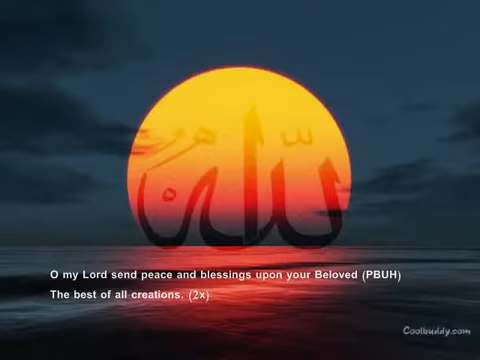 الله
O my Lord send peace and blessings upon your Beloved (PBUH)
The best of all creations. (2x)
Coolbuddy.com